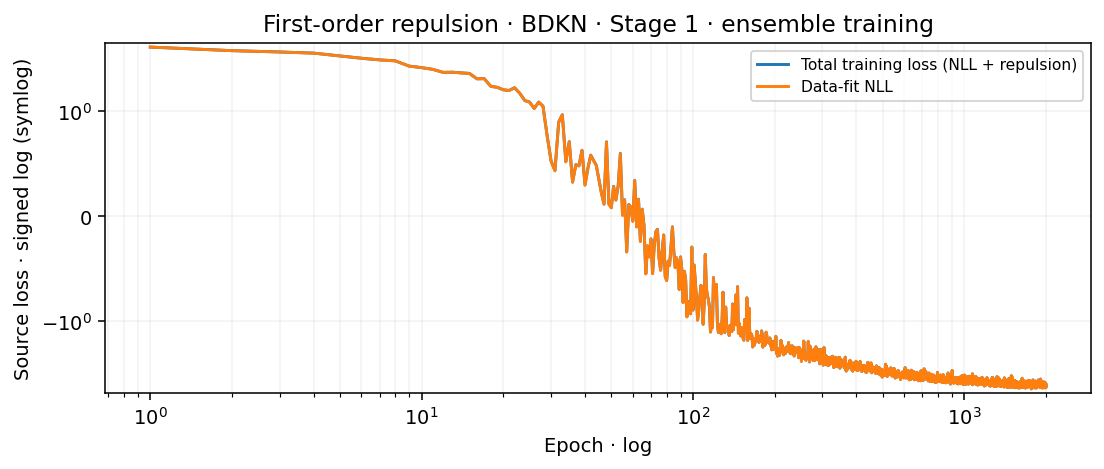 First-order repulsion · BDKN · Stage 1 · ensemble training
Source loss · signed log (symlog)
10⁰
0
−10⁰
Total training loss (NLL + repulsion)
Data-fit NLL
10⁰
10¹
10²
10³
Epoch · log